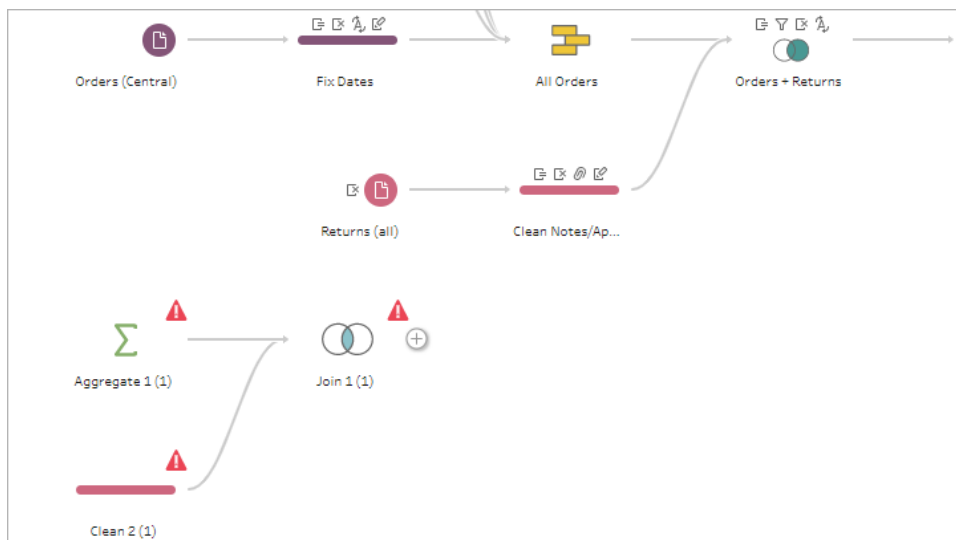 Orders (Central)
Fix Dates
All Orders
Orders + Returns
Returns (all)
Clean Notes/Ap...
Aggregate 1 (1)
Join 1 (1)
Clean 2 (1)